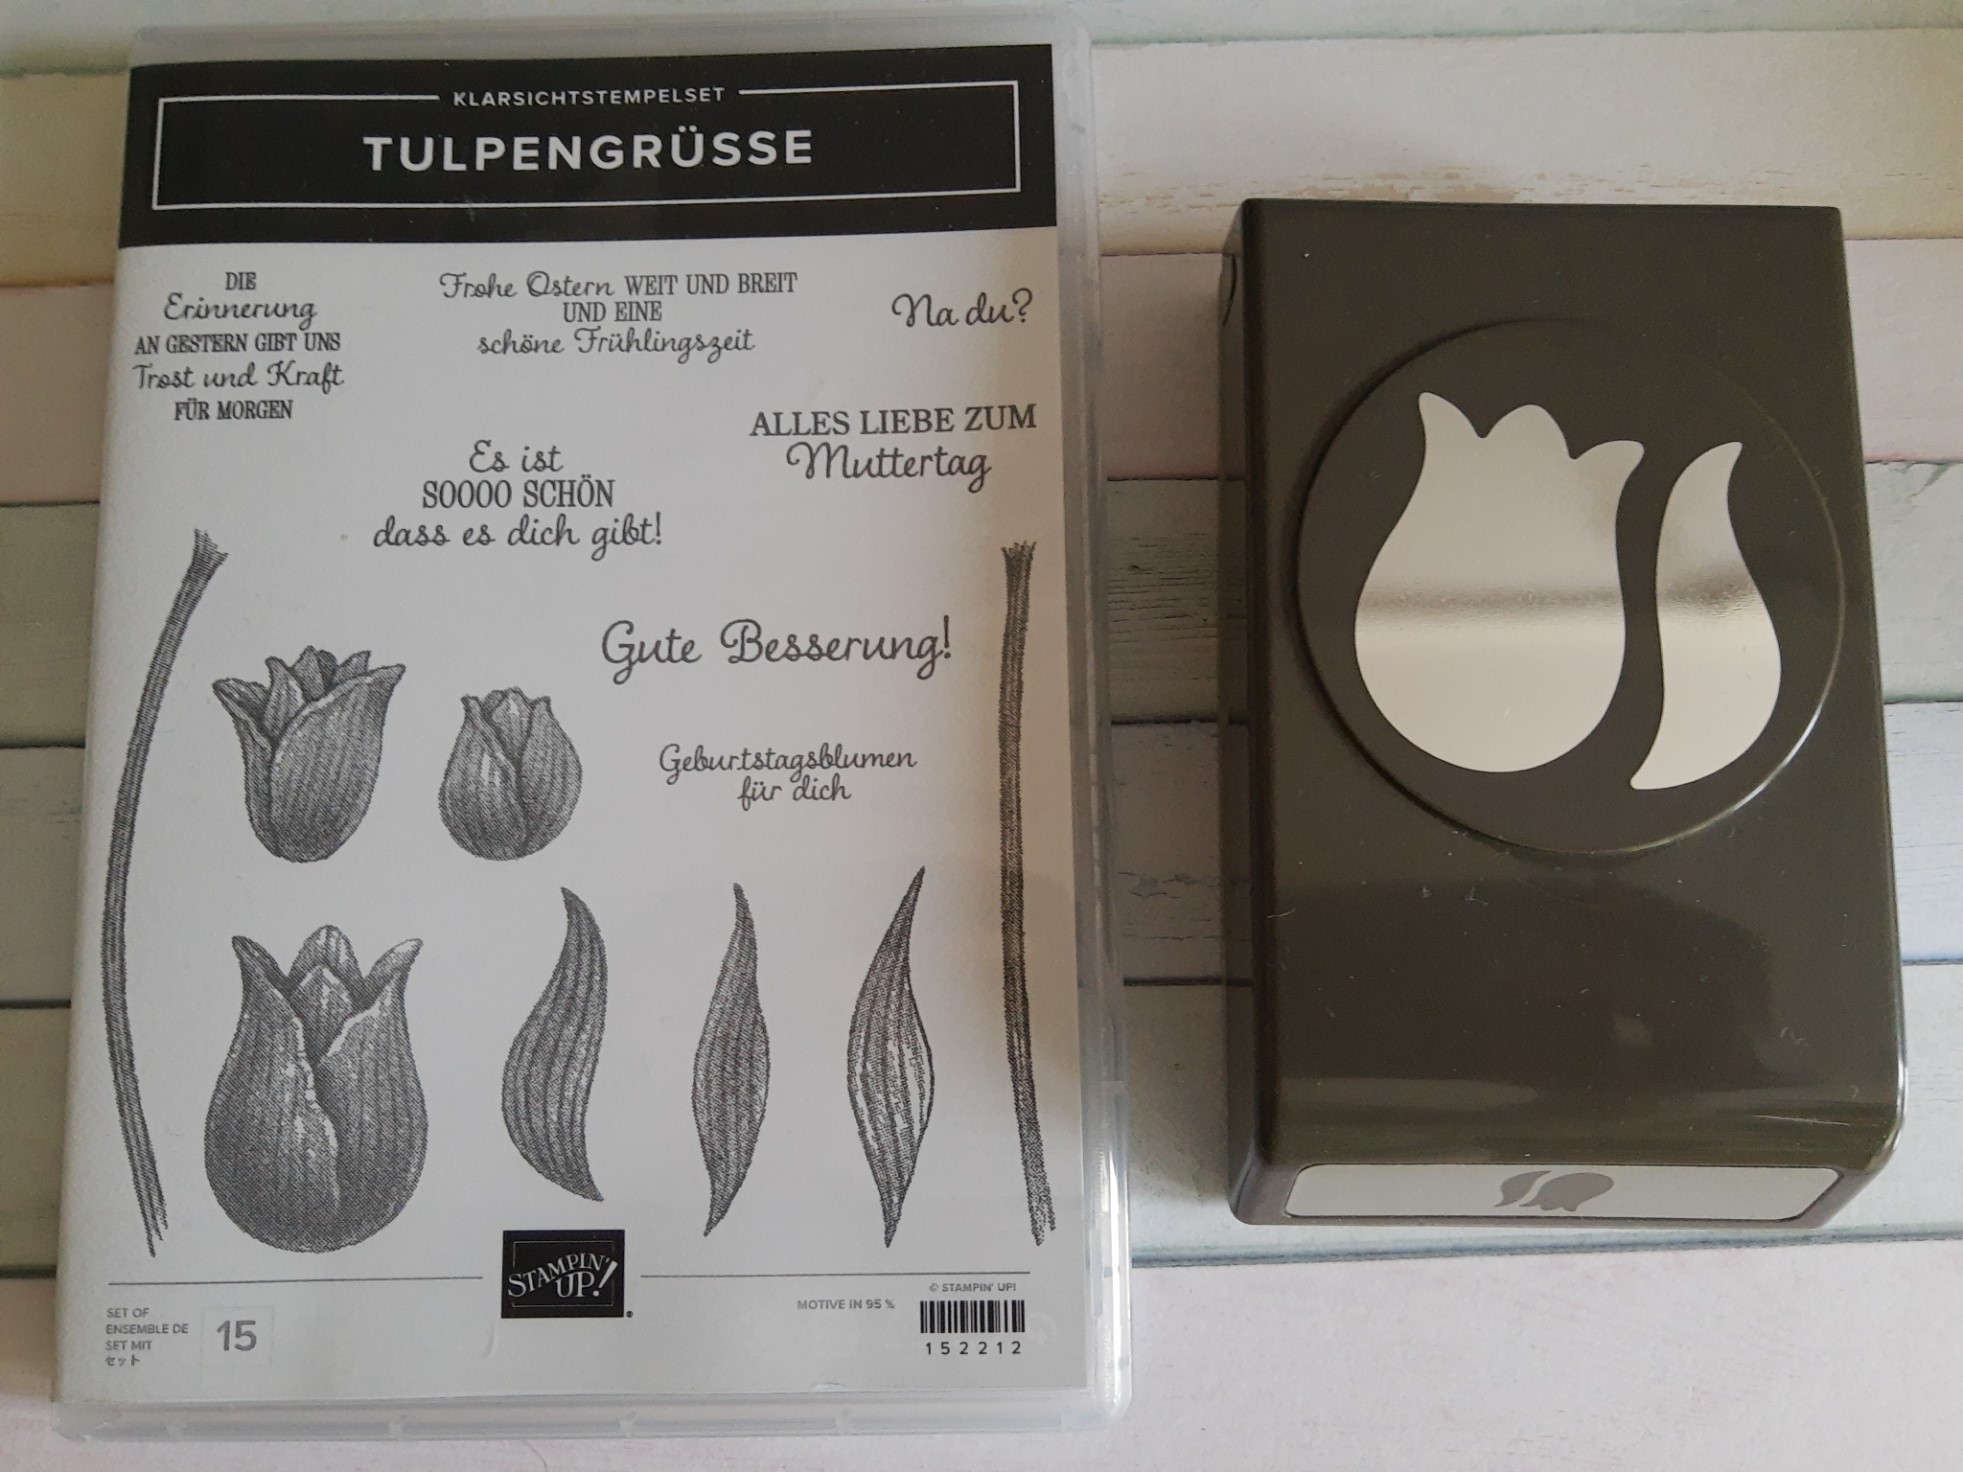 KLARSICHTSTEMPELSET
TULPENGRÜSSE
DIE
Erinnerung
AN GESTERN GIBT UNS
Trost und Kraft
FÜR MORGEN
Frohe Ostern WEIT UND BREIT
UND EINE
schöne Frühlingszeit
Na du?
ALLES LIEBE ZUM
Muttertag
Es ist
SOOOO SCHÖN
dass es dich gibt!
Gute Besserung!
Geburtstagsblumen
für dich
SET OF
ENSEMBLE DE
SET MIT
セット
15
STAMPIN'
UP!
®
MOTIVE IN 95 %
© STAMPIN' UP!
152212